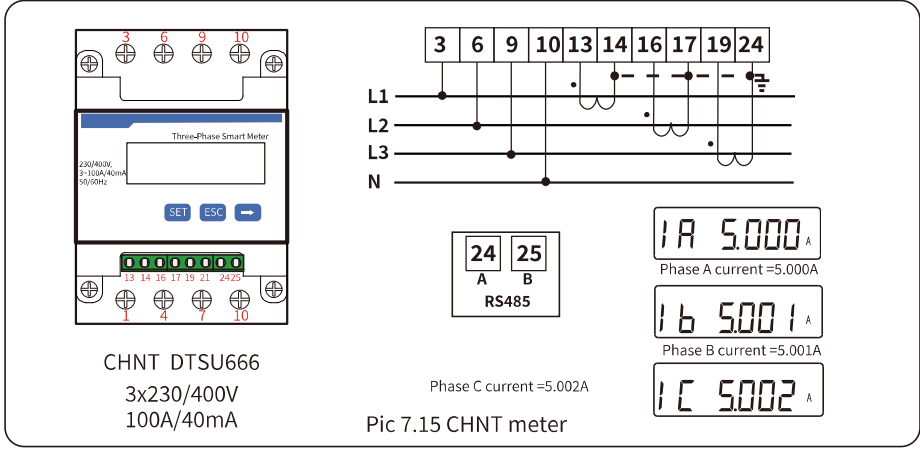 3 6 9 10
Three-Phase Smart Meter
230/400V,
3~100A/40mA
50/60Hz
SET ESC
13 14 16 17 19 21 24 25
1 4 7 10
CHNT DTSU666
3x230/400V
100A/40mA
3 6 9 10 13 14 16 17 19 24
L1
L2
L3
N
24 25
A B
RS485
1A 5.000 A
Phase A current =5.000A
1b 5.001 A
Phase B current =5.001A
Phase C current =5.002A
1C 5.002 A
Pic 7.15 CHNT meter